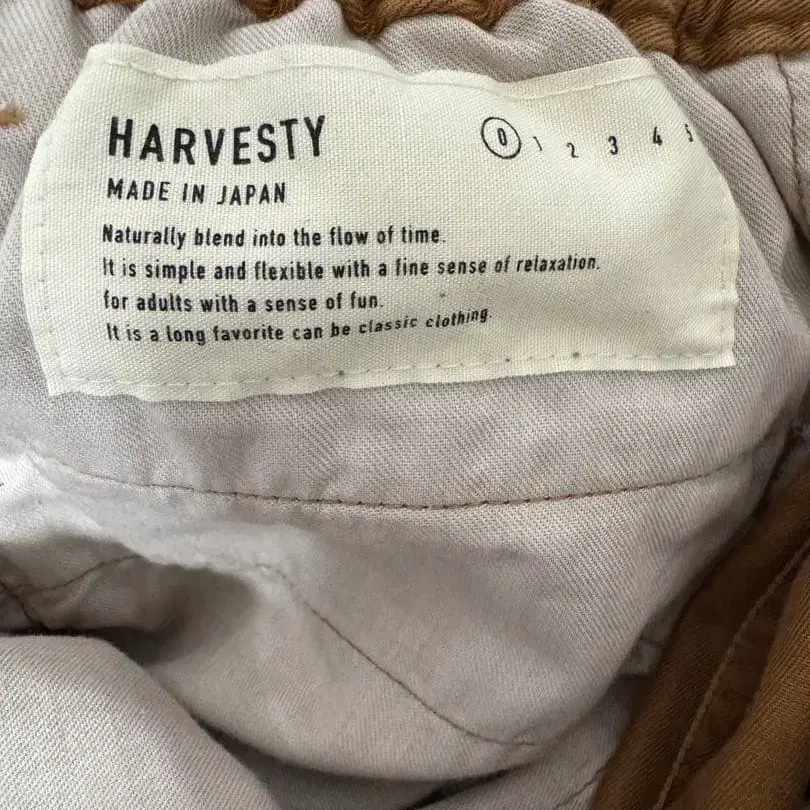 HARVESTY
0 1 2 3 4 5
MADE IN JAPAN
Naturally blend into the flow of time.
It is simple and flexible with a fine sense of relaxation.
for adults with a sense of fun.
It is a long favorite can be classic clothing.